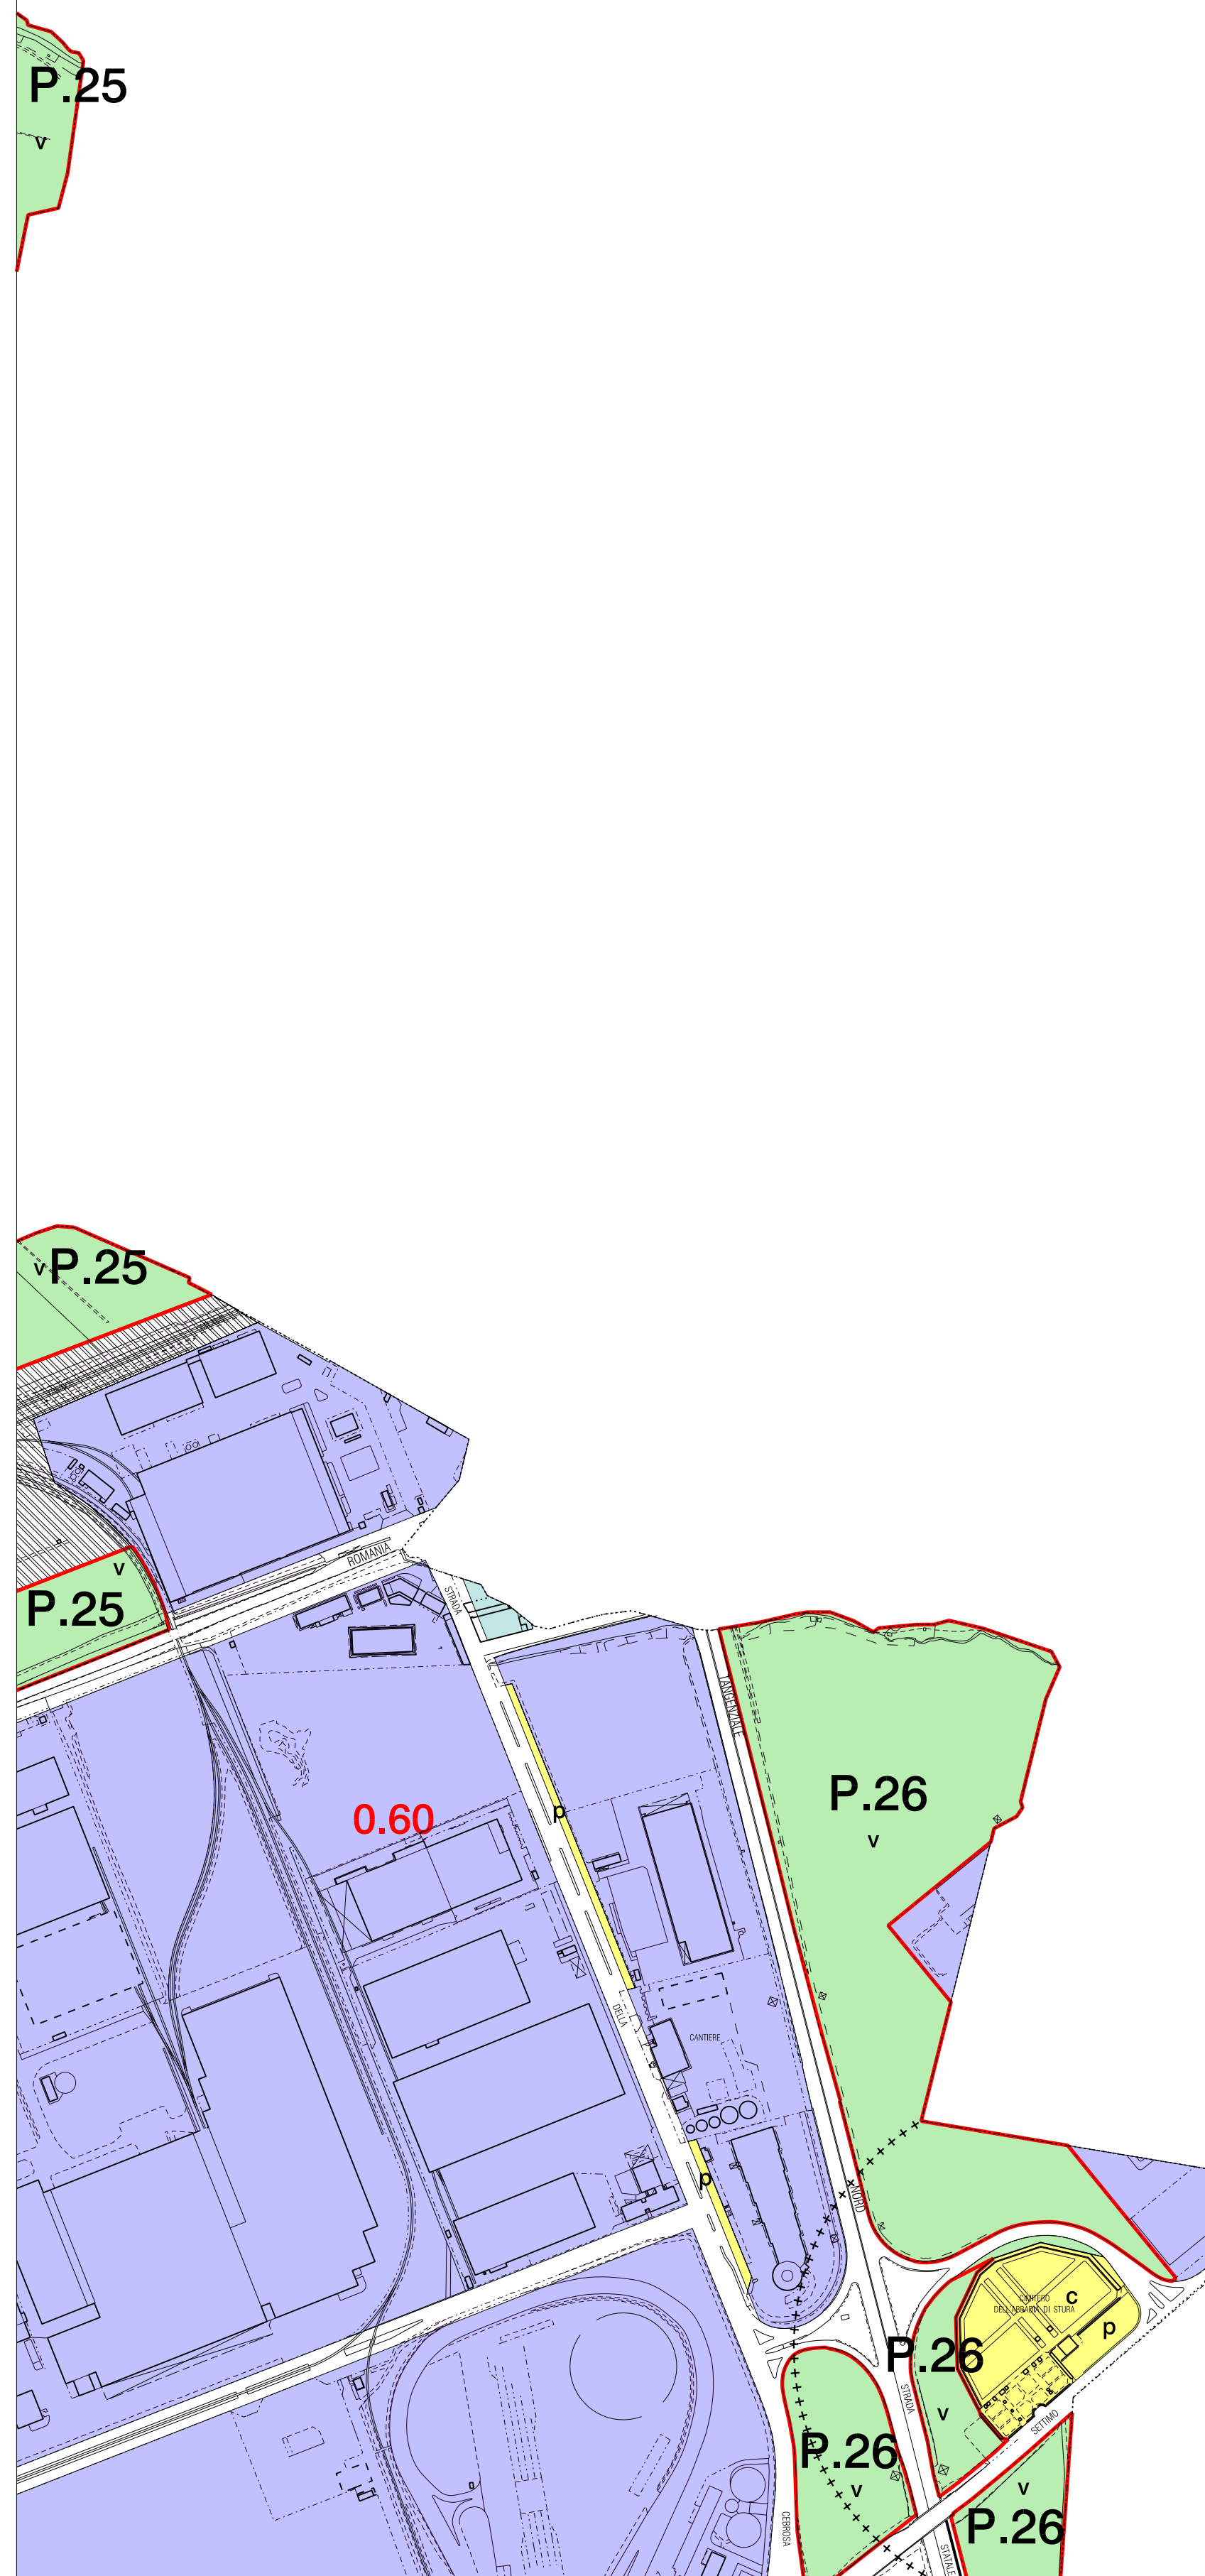 P.25
v
v P.25
ROMANIA
v
P.25
STRADA
TANGENZIALE
P.26
v
0.60
p
DELLA
CANTIERE
p
NORD
c
CIMITERO
DELL'ABBADIA DI STURA
p
P.26
STRADA
v
SETTIMO
P.26
v
v
P.26
CEBROSA
STATALE